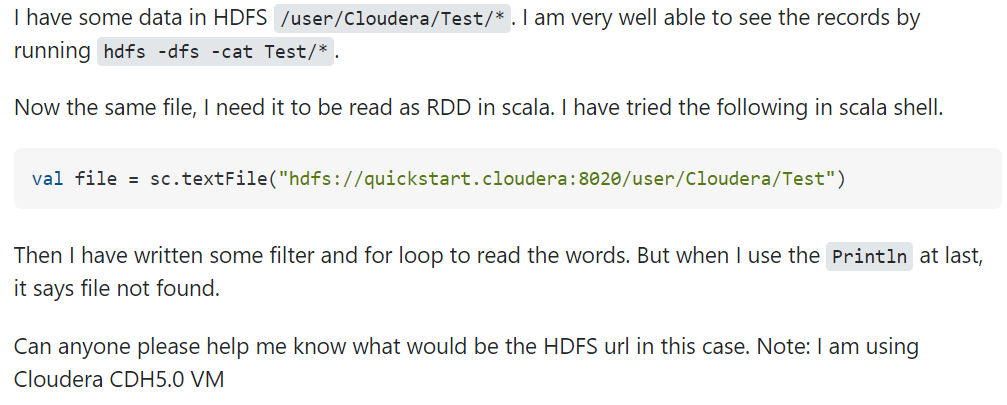 I have some data in HDFS /user/Cloudera/Test/*. I am very well able to see the records by
running hdfs -dfs -cat Test/*.
Now the same file, I need it to be read as RDD in scala. I have tried the following in scala shell.
val file = sc.textFile("hdfs://quickstart.cloudera:8020/user/Cloudera/Test")
Then I have written some filter and for loop to read the words. But when I use the Println at last,
it says file not found.
Can anyone please help me know what would be the HDFS url in this case. Note: I am using
Cloudera CDH5.0 VM